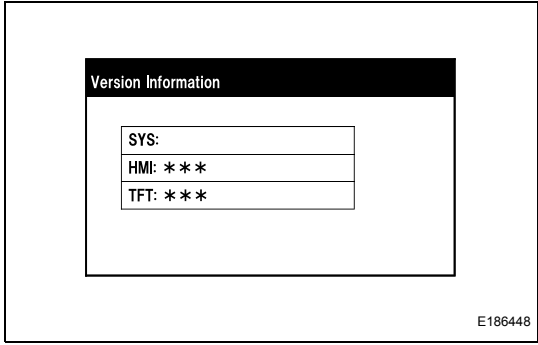 Version Information
SYS:
HMI: ***
TFT: ***
E186448